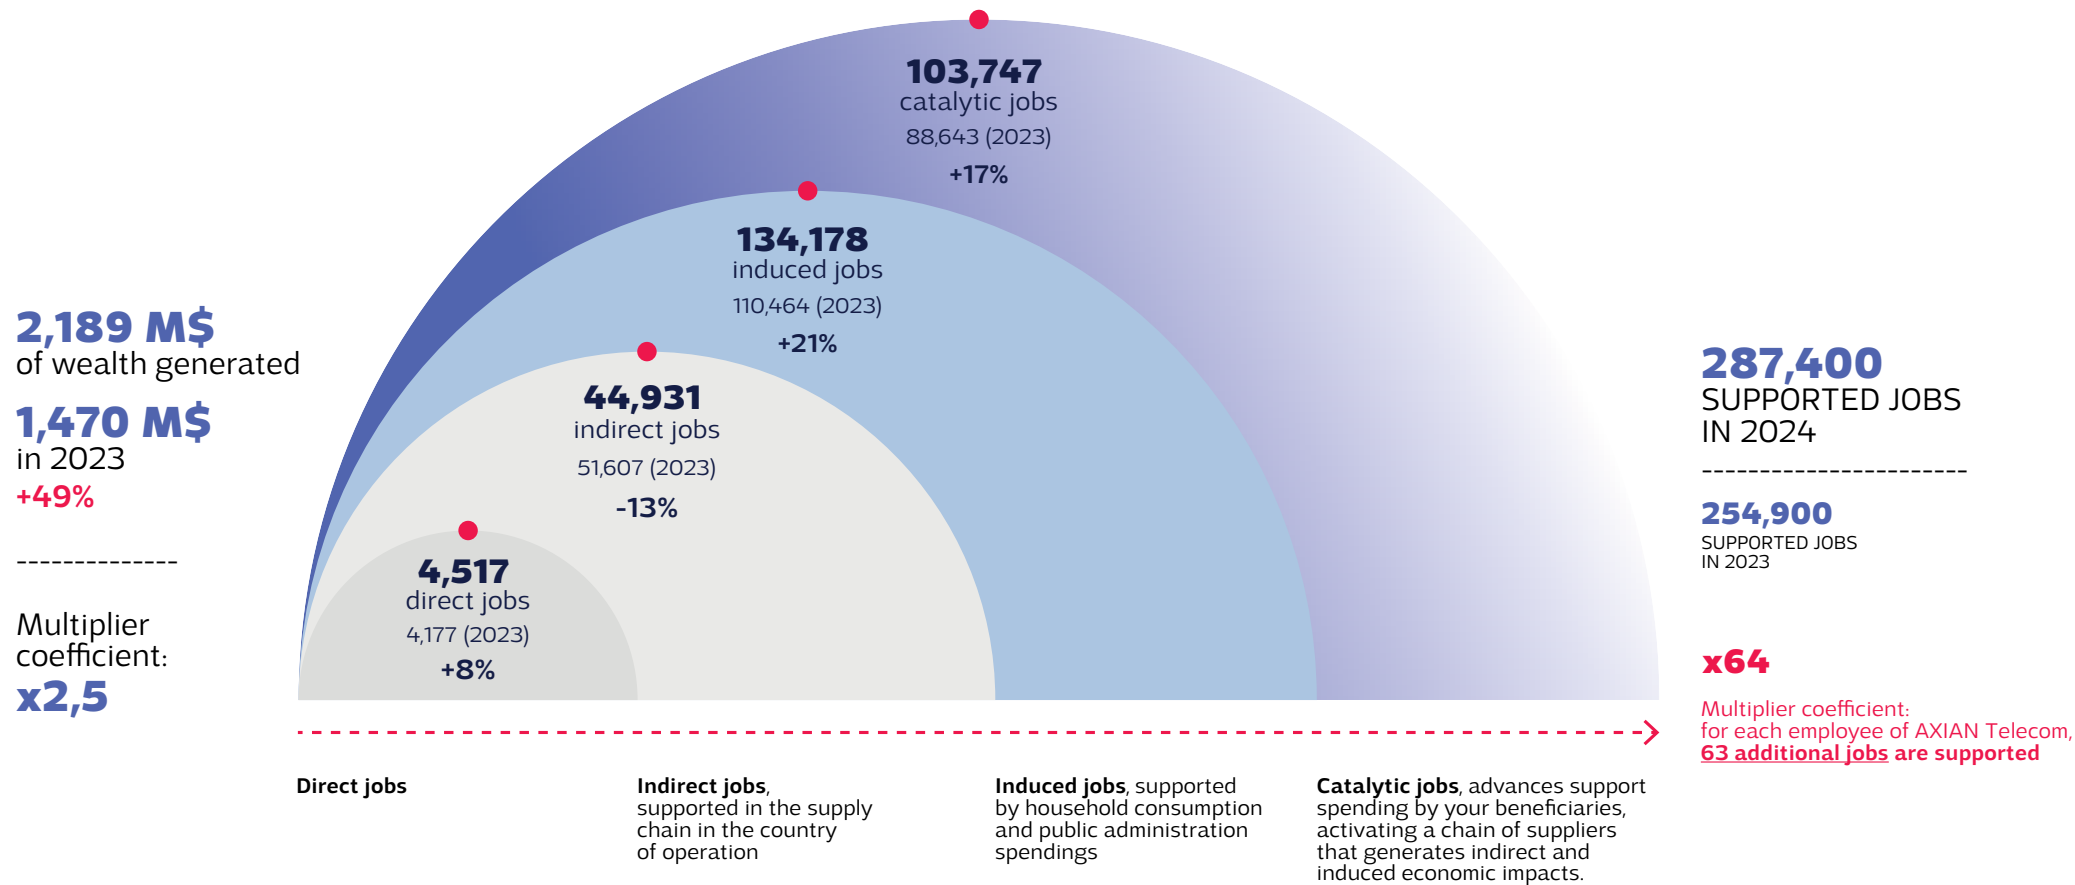 2,189 M$
of wealth generated
1,470 M$
in 2023
+49%
--------------
Multiplier
coefficient:
x2,5
103,747
catalytic jobs
88,643 (2023)
+17%
134,178
induced jobs
110,464 (2023)
+21%
44,931
indirect jobs
51,607 (2023)
-13%
4,517
direct jobs
4,177 (2023)
+8%
Direct jobs
Indirect jobs,
supported in the supply
chain in the country
of operation
Induced jobs, supported
by household consumption
and public administration
spendings
Catalytic jobs, advances support
spending by your beneficiaries,
activating a chain of suppliers
that generates indirect and
induced economic impacts.
287,400
SUPPORTED JOBS
IN 2024
-----------------------
254,900
SUPPORTED JOBS
IN 2023
x64
Multiplier coefficient:
for each employee of AXIAN Telecom,
63 additional jobs are supported